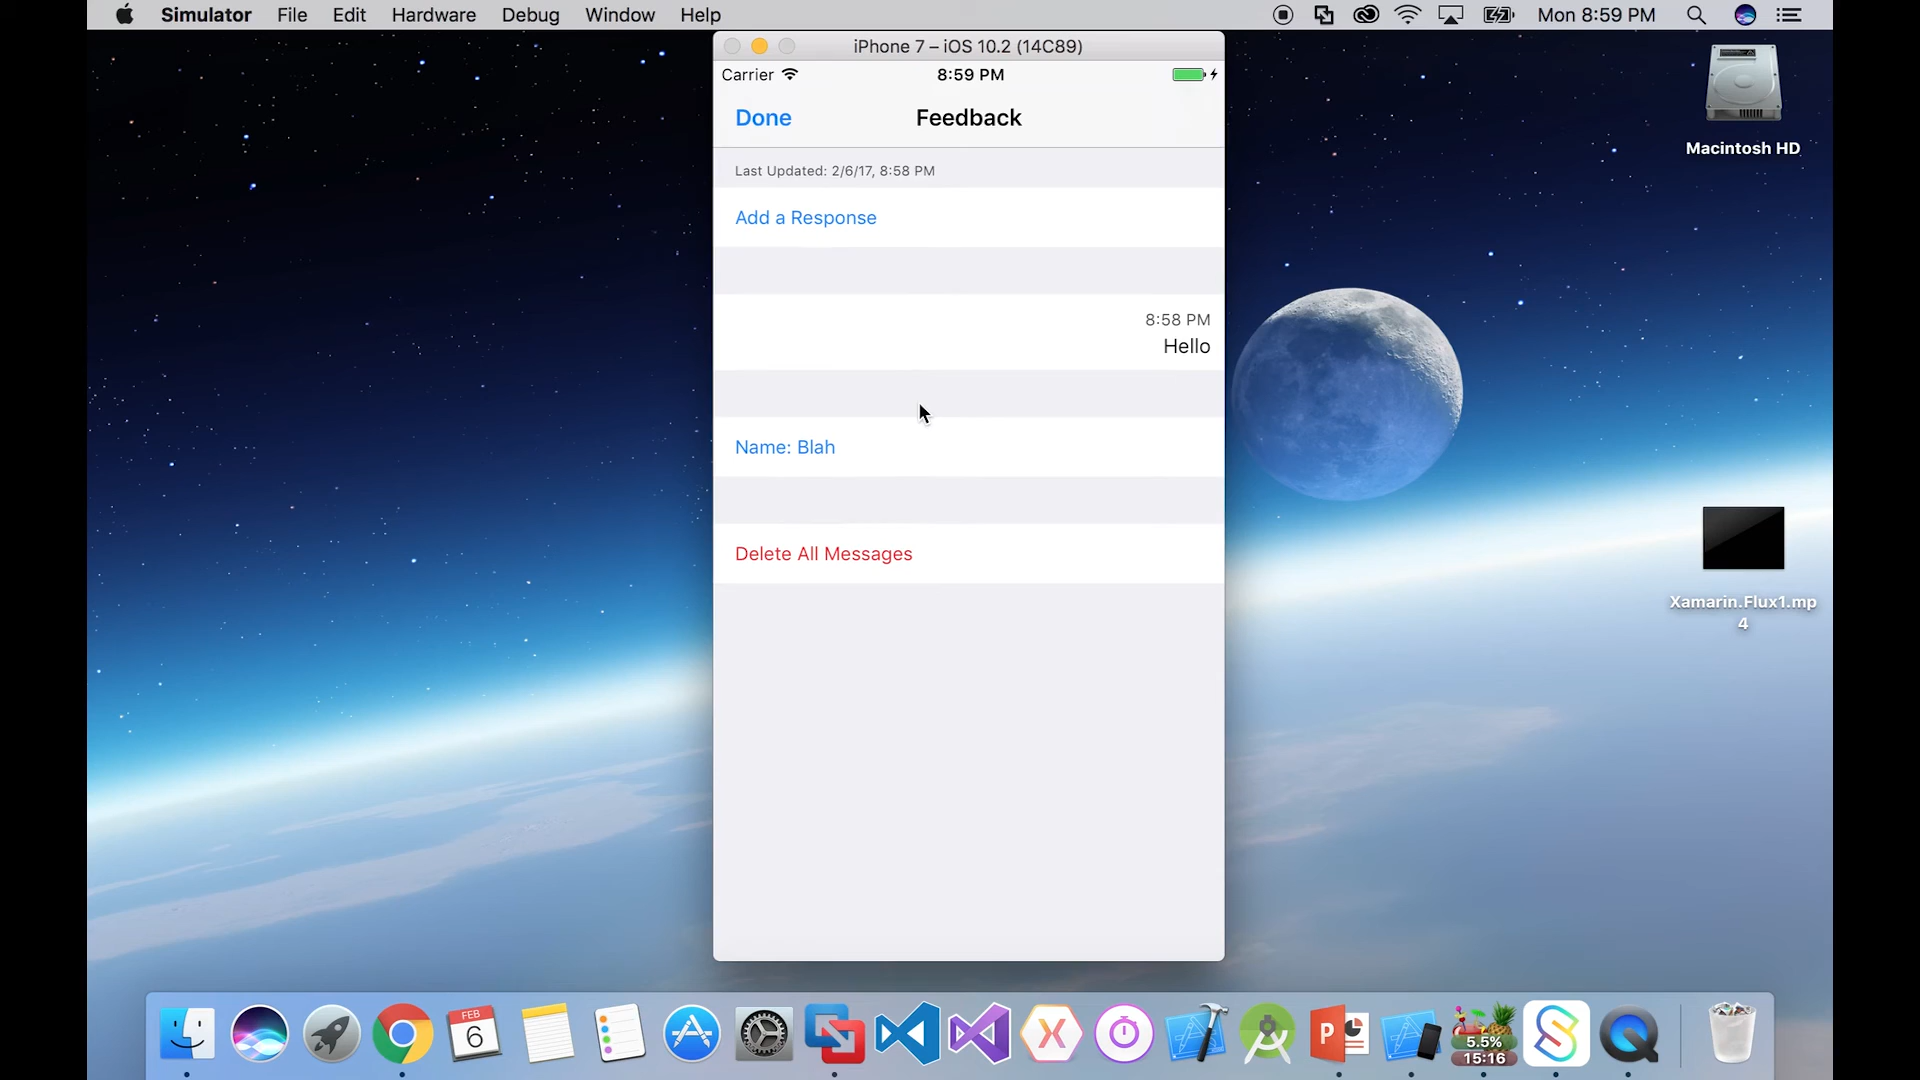 Simulator File Edit Hardware Debug Window Help Mon 8:59 PM
iPhone 7 – iOS 10.2 (14C89)
Carrier 8:59 PM
Done Feedback
Last Updated: 2/6/17, 8:58 PM
Add a Response
8:58 PM
Hello
Name: Blah
Delete All Messages
Macintosh HD
Xamarin.Flux1.mp
4
FEB
6
X
P
5.5%
15:16